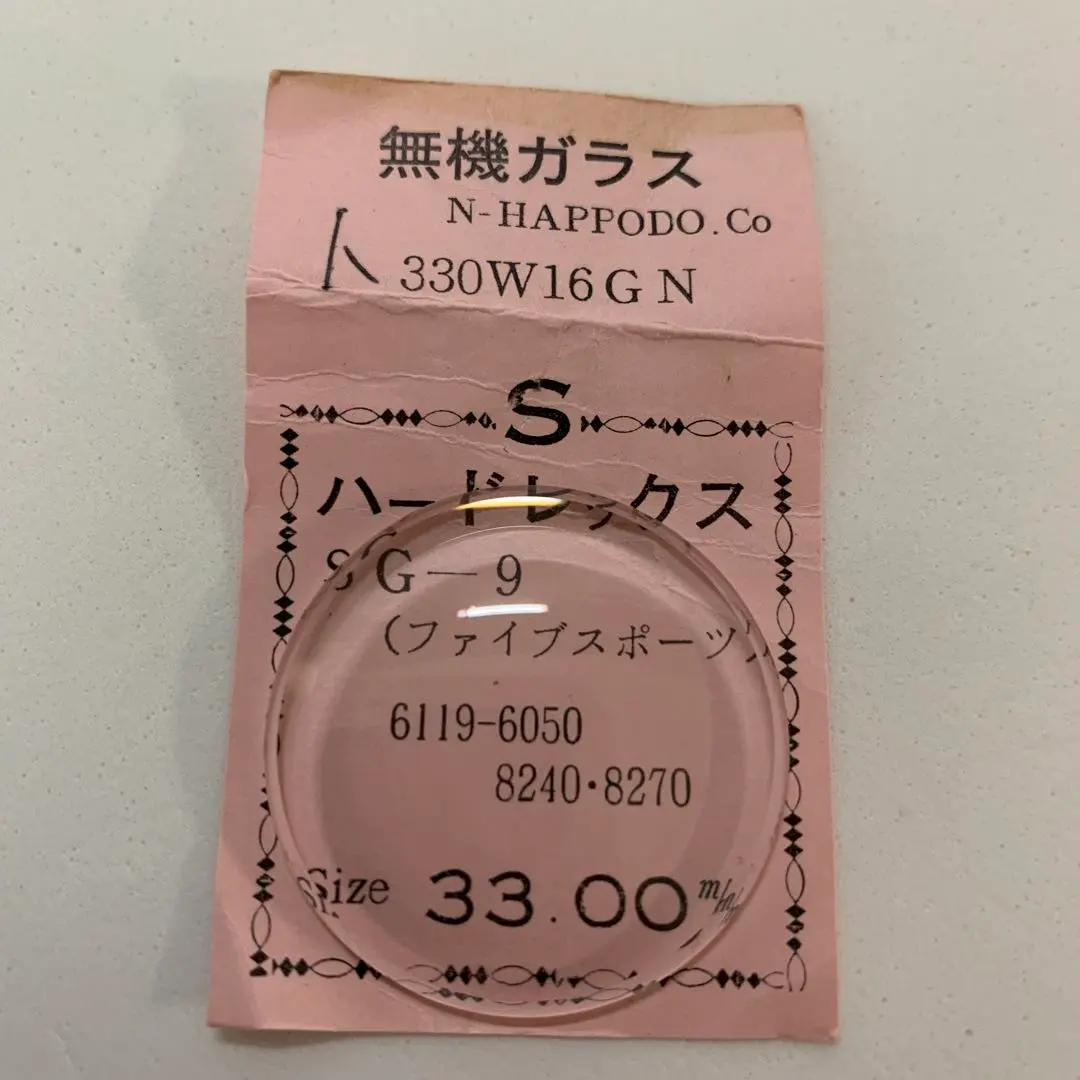 無機ガラス
N-HAPPODO.Co
330W16GN
S
ハードレックス
SG-9
(ファイブスポーツ)
6119-6050
8240・8270
Size 33.00 m/m